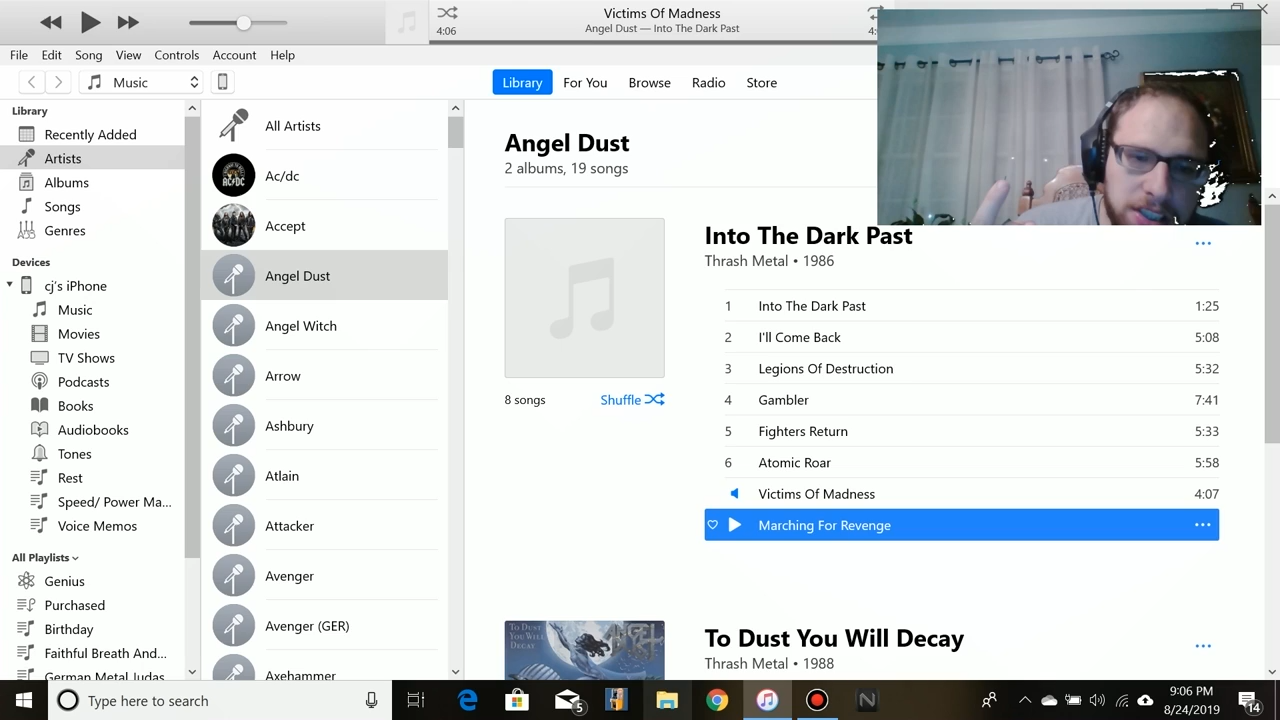 Victims Of Madness
Angel Dust — Into The Dark Past
4:06
File Edit Song View Controls Account Help
Music
Library For You Browse Radio Store
Library
Recently Added
Artists
Albums
Songs
Genres
Devices
cj's iPhone
Music
Movies
TV Shows
Podcasts
Books
Audiobooks
Tones
Rest
Speed/ Power Ma...
Voice Memos
All Playlists
Genius
Purchased
Birthday
Faithful Breath And...
German Metal Judas
All Artists
Ac/dc
Accept
Angel Dust
Angel Witch
Arrow
Ashbury
Atlain
Attacker
Avenger
Avenger (GER)
Axehammer
Angel Dust
2 albums, 19 songs
Into The Dark Past
Thrash Metal • 1986
8 songs Shuffle
1 Into The Dark Past 1:25
2 I'll Come Back 5:08
3 Legions Of Destruction 5:32
4 Gambler 7:41
5 Fighters Return 5:33
6 Atomic Roar 5:58
Victims Of Madness 4:07
Marching For Revenge
TO DUST YOU WILL DECAY
To Dust You Will Decay
Thrash Metal • 1988
Type here to search
5
9:06 PM
8/24/2019
14